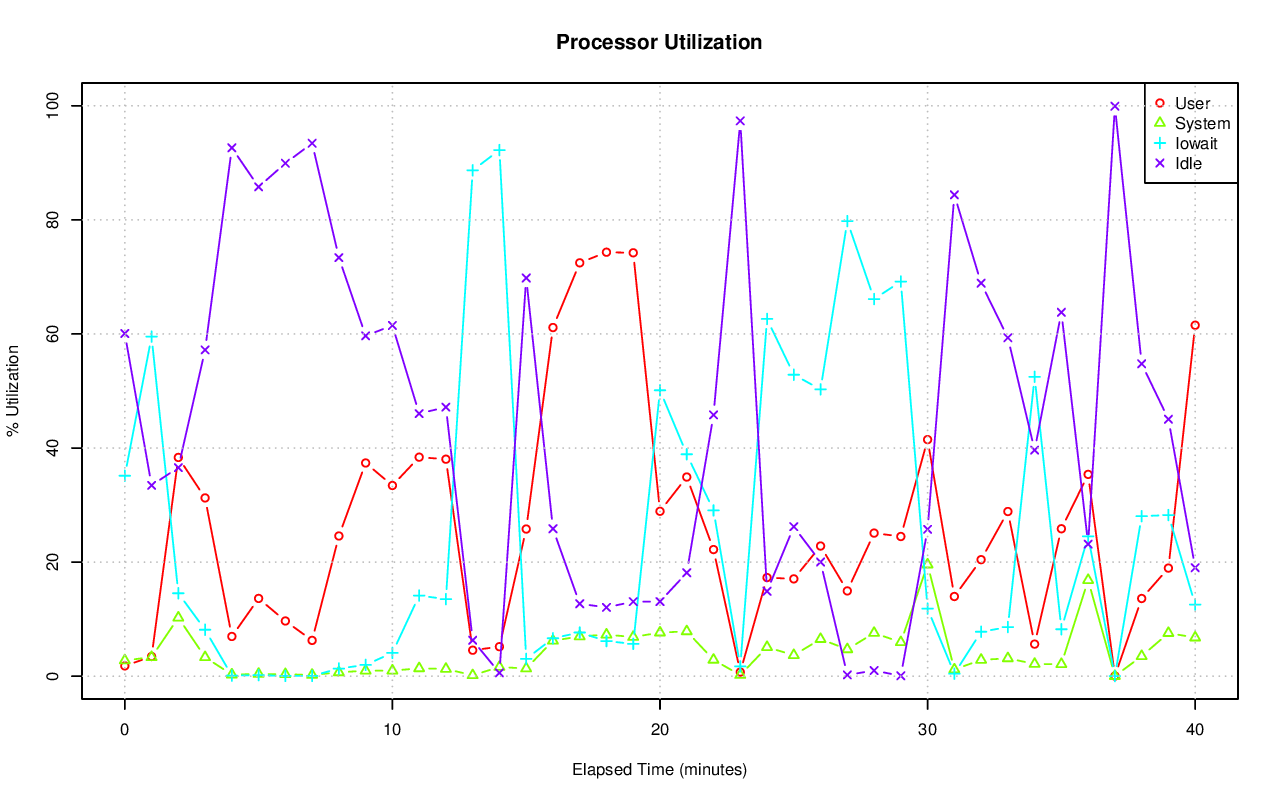 Processor Utilization
% Utilization
100
80
60
40
20
0
0 10 20 30 40
Elapsed Time (minutes)
User
System
Iowait
Idle